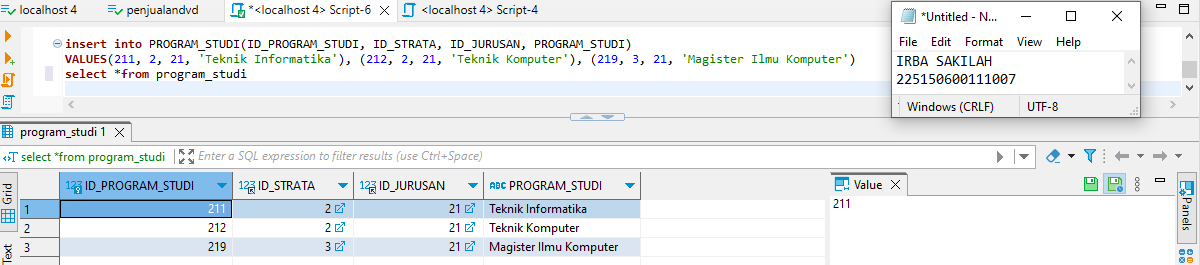 localhost 4
penjualandvd
*<localhost 4> Script-6
<localhost 4> Script-4
insert into PROGRAM_STUDI(ID_PROGRAM_STUDI, ID_STRATA, ID_JURUSAN, PROGRAM_STUDI)
VALUES(211, 2, 21, 'Teknik Informatika'), (212, 2, 21, 'Teknik Komputer'), (219, 3, 21, 'Magister Ilmu Komputer')
select *from program_studi
*Untitled - N...
File Edit Format View Help
IRBA SAKILAH
225150600111007
Windows (CRLF) UTF-8
program_studi 1
select *from program_studi
Enter a SQL expression to filter results (use Ctrl+Space)
Grid
Text
123 ID_PROGRAM_STUDI 123 ID_STRATA 123 ID_JURUSAN ABC PROGRAM_STUDI
1 211 2 21 Teknik Informatika
2 212 2 21 Teknik Komputer
3 219 3 21 Magister Ilmu Komputer
Value
211
Panels